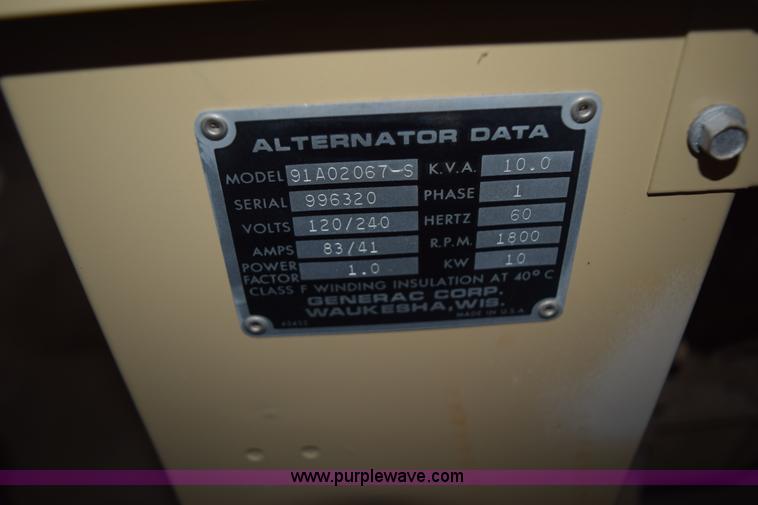 ALTERNATOR DATA
MODEL 91A02067-S K.V.A. 10.0
SERIAL 996320 PHASE 1
VOLTS 120/240 HERTZ 60
AMPS 83/41 R.P.M. 1800
POWER FACTOR 1.0 KW 10
CLASS F WINDING INSULATION AT 40° C
GENERAC CORP.
WAUKESHA, WIS.
MADE IN U.S.A.
www.purplewave.com